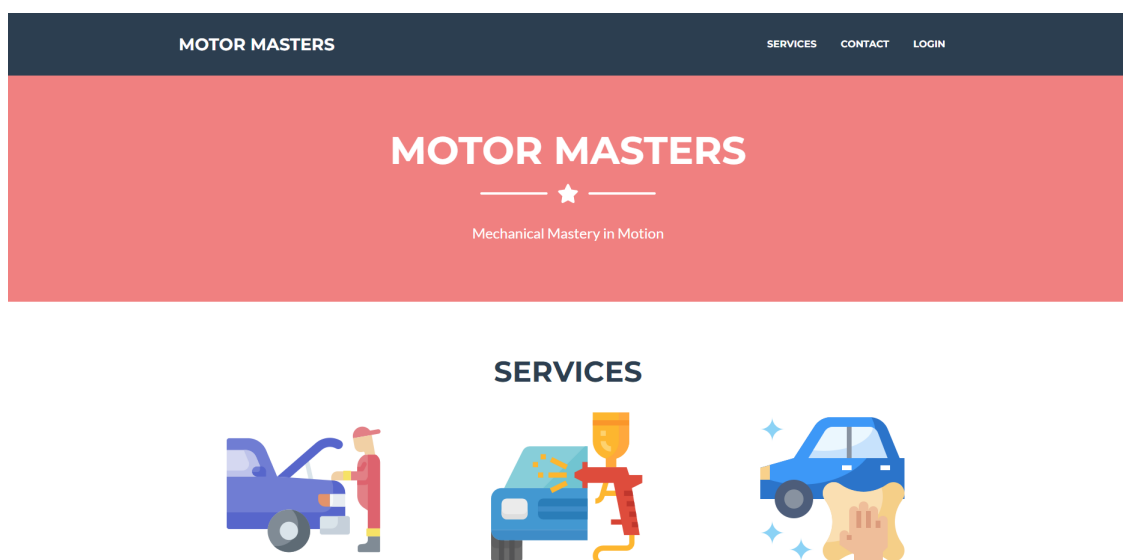 MOTOR MASTERS
SERVICES CONTACT LOGIN
MOTOR MASTERS
Mechanical Mastery in Motion
SERVICES